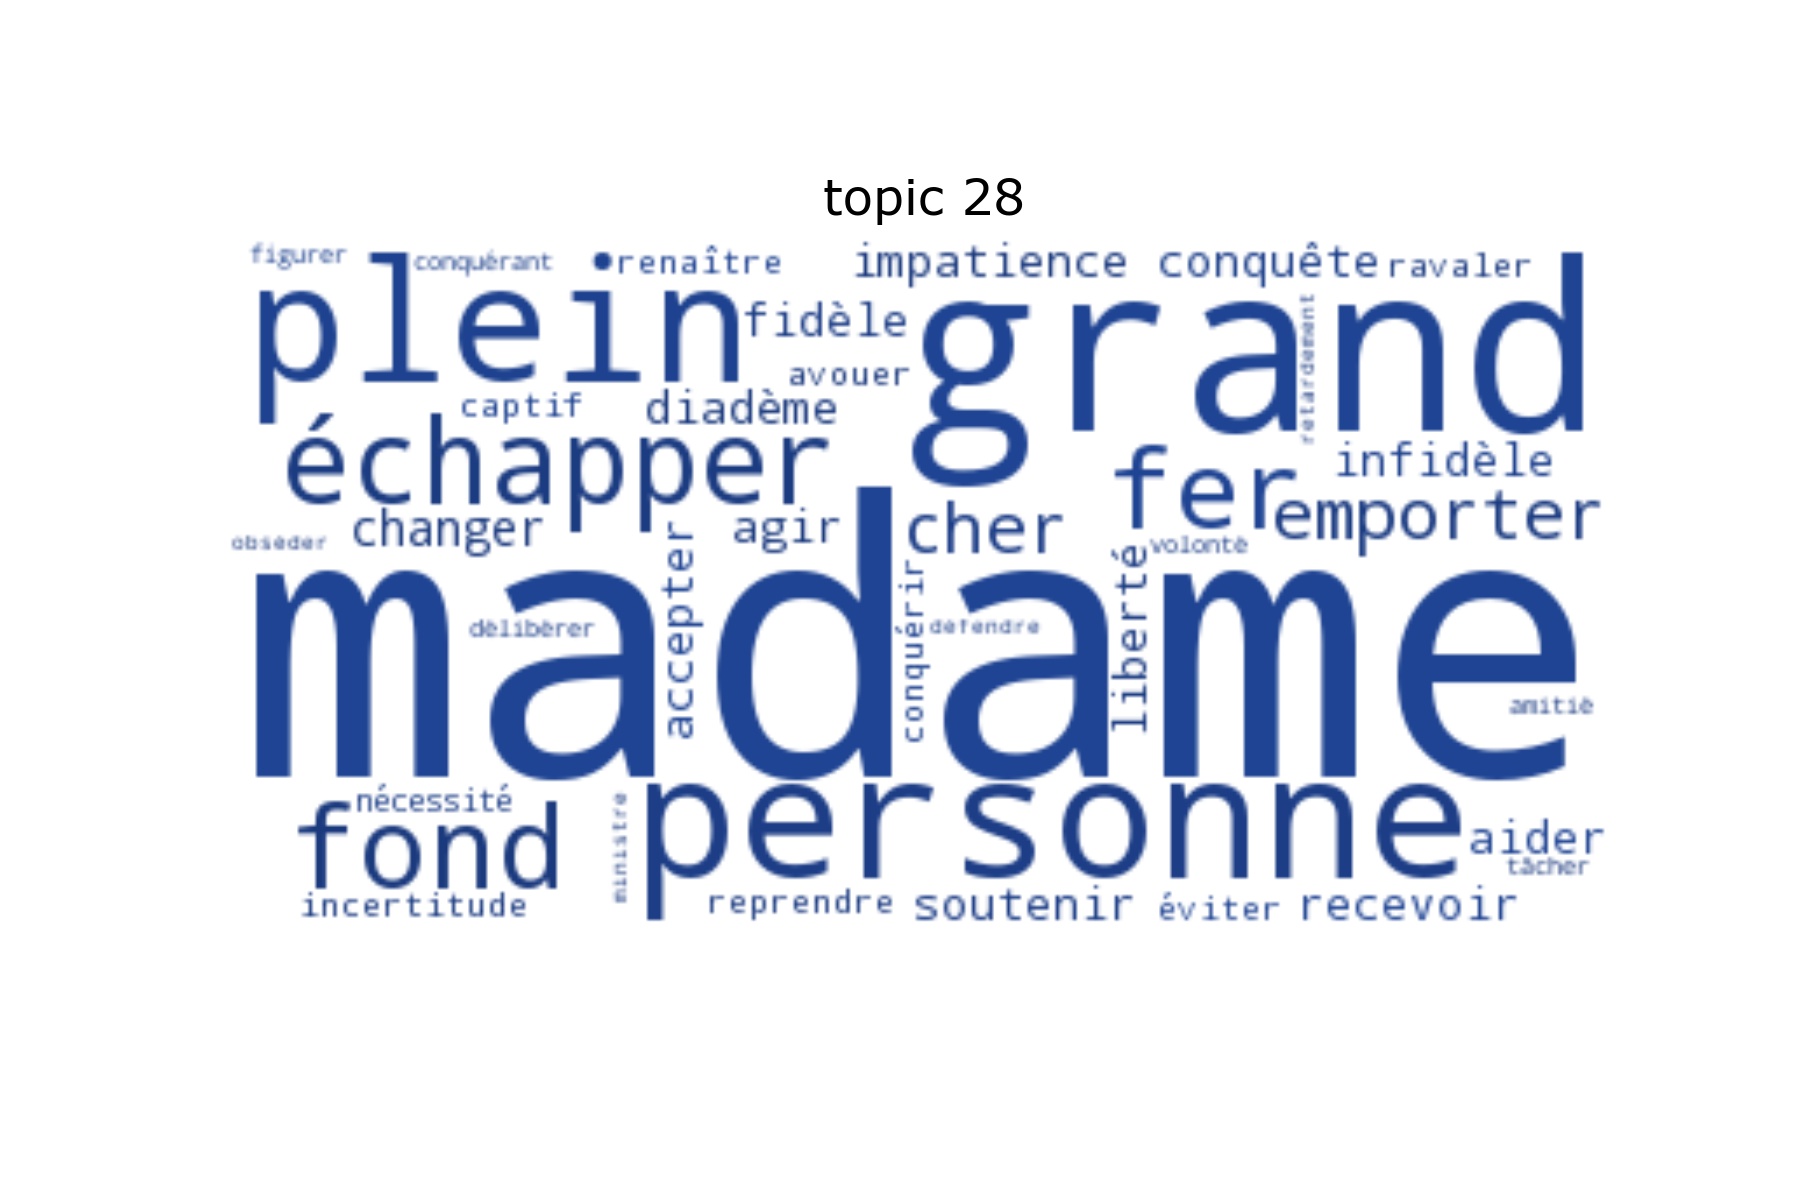 topic 28
figurer
conquérant
renaître
impatience
conquête
ravaler
plein
fidèle
grand
retardement
avouer
captif
diadème
échapper
fer
infidèle
emporter
obséder
changer
agir
cher
volonté
accepter
conquérir
liberté
madame
délibérer
défendre
amitié
nécessité
fond
ministre
personne
aider
tâcher
incertitude
reprendre
soutenir
éviter
recevoir